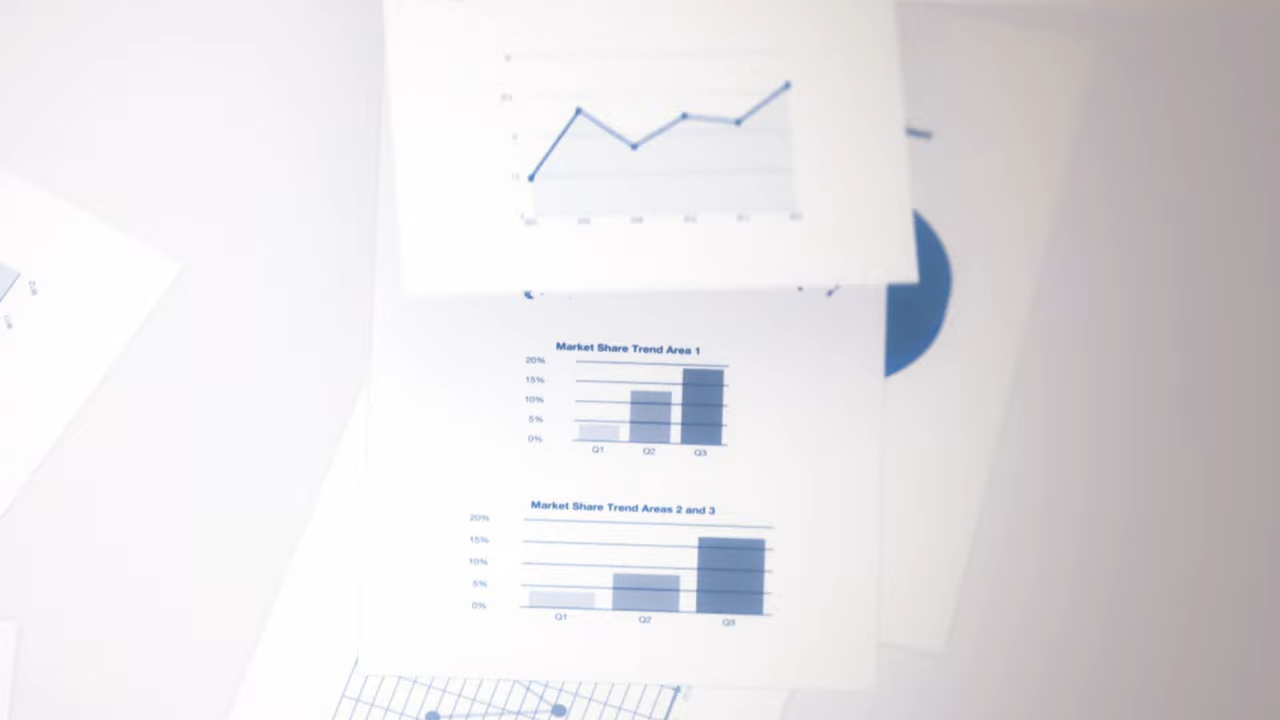 Market Share Trend Area 1
20%
15%
10%
5%
0%
Q1 Q2 Q3
Market Share Trend Areas 2 and 3
20%
15%
10%
5%
0%
Q1 Q2 Q3